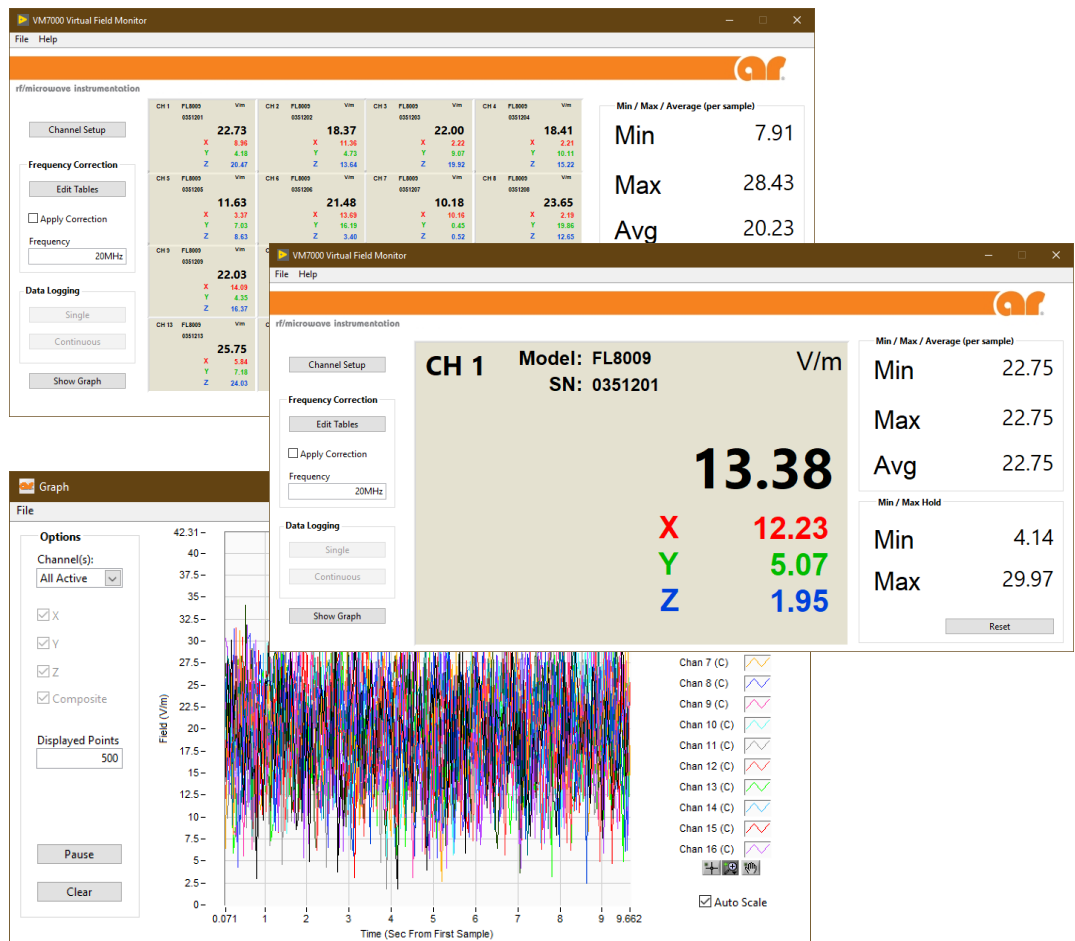 VM7000 Virtual Field Monitor
File Help
ar
rf/microwave instrumentation
Channel Setup
Frequency Correction
Edit Tables
Apply Correction
Frequency
20MHz
Data Logging
Single
Continuous
Show Graph
CH 1 FL8009 V/m
0351201
22.73
X 8.96
Y 4.18
Z 20.47
CH 2 FL8009 V/m
0351202
18.37
X 11.36
Y 4.73
Z 13.64
CH 3 FL8009 V/m
0351203
22.00
X 2.22
Y 9.07
Z 19.92
CH 4 FL8009 V/m
0351204
18.41
X 2.21
Y 10.11
Z 15.22
CH 5 FL8009 V/m
0351205
11.63
X 3.37
Y 7.03
Z 8.63
CH 6 FL8009 V/m
0351206
21.48
X 13.69
Y 16.19
Z 3.40
CH 7 FL8009 V/m
0351207
10.18
X 10.16
Y 0.45
Z 0.52
CH 8 FL8009 V/m
0351208
23.65
X 2.19
Y 19.86
Z 12.65
CH 9 FL8009 V/m
0351209
22.03
X 14.09
Y 4.35
Z 16.37
CH 13 FL8009 V/m
0351213
25.75
X 5.84
Y 7.18
Z 24.03
Min / Max / Average (per sample)
Min 7.91
Max 28.43
Avg 20.23
VM7000 Virtual Field Monitor
File Help
ar
rf/microwave instrumentation
Channel Setup
Frequency Correction
Edit Tables
Apply Correction
Frequency
20MHz
Data Logging
Single
Continuous
Show Graph
CH 1 Model: FL8009 V/m
SN: 0351201
13.38
X 12.23
Y 5.07
Z 1.95
Min / Max / Average (per sample)
Min 22.75
Max 22.75
Avg 22.75
Min / Max Hold
Min 4.14
Max 29.97
Reset
ar Graph
File
Options
Channel(s):
All Active
X
Y
Z
Composite
Displayed Points
500
Pause
Clear
Field (V/m)
42.31
40
37.5
35
32.5
30
27.5
25
22.5
20
17.5
15
12.5
10
7.5
5
2.5
0
0.071 1 2 3 4 5 6 7 8 9 9.662
Time (Sec From First Sample)
Chan 7 (C)
Chan 8 (C)
Chan 9 (C)
Chan 10 (C)
Chan 11 (C)
Chan 12 (C)
Chan 13 (C)
Chan 14 (C)
Chan 15 (C)
Chan 16 (C)
Auto Scale